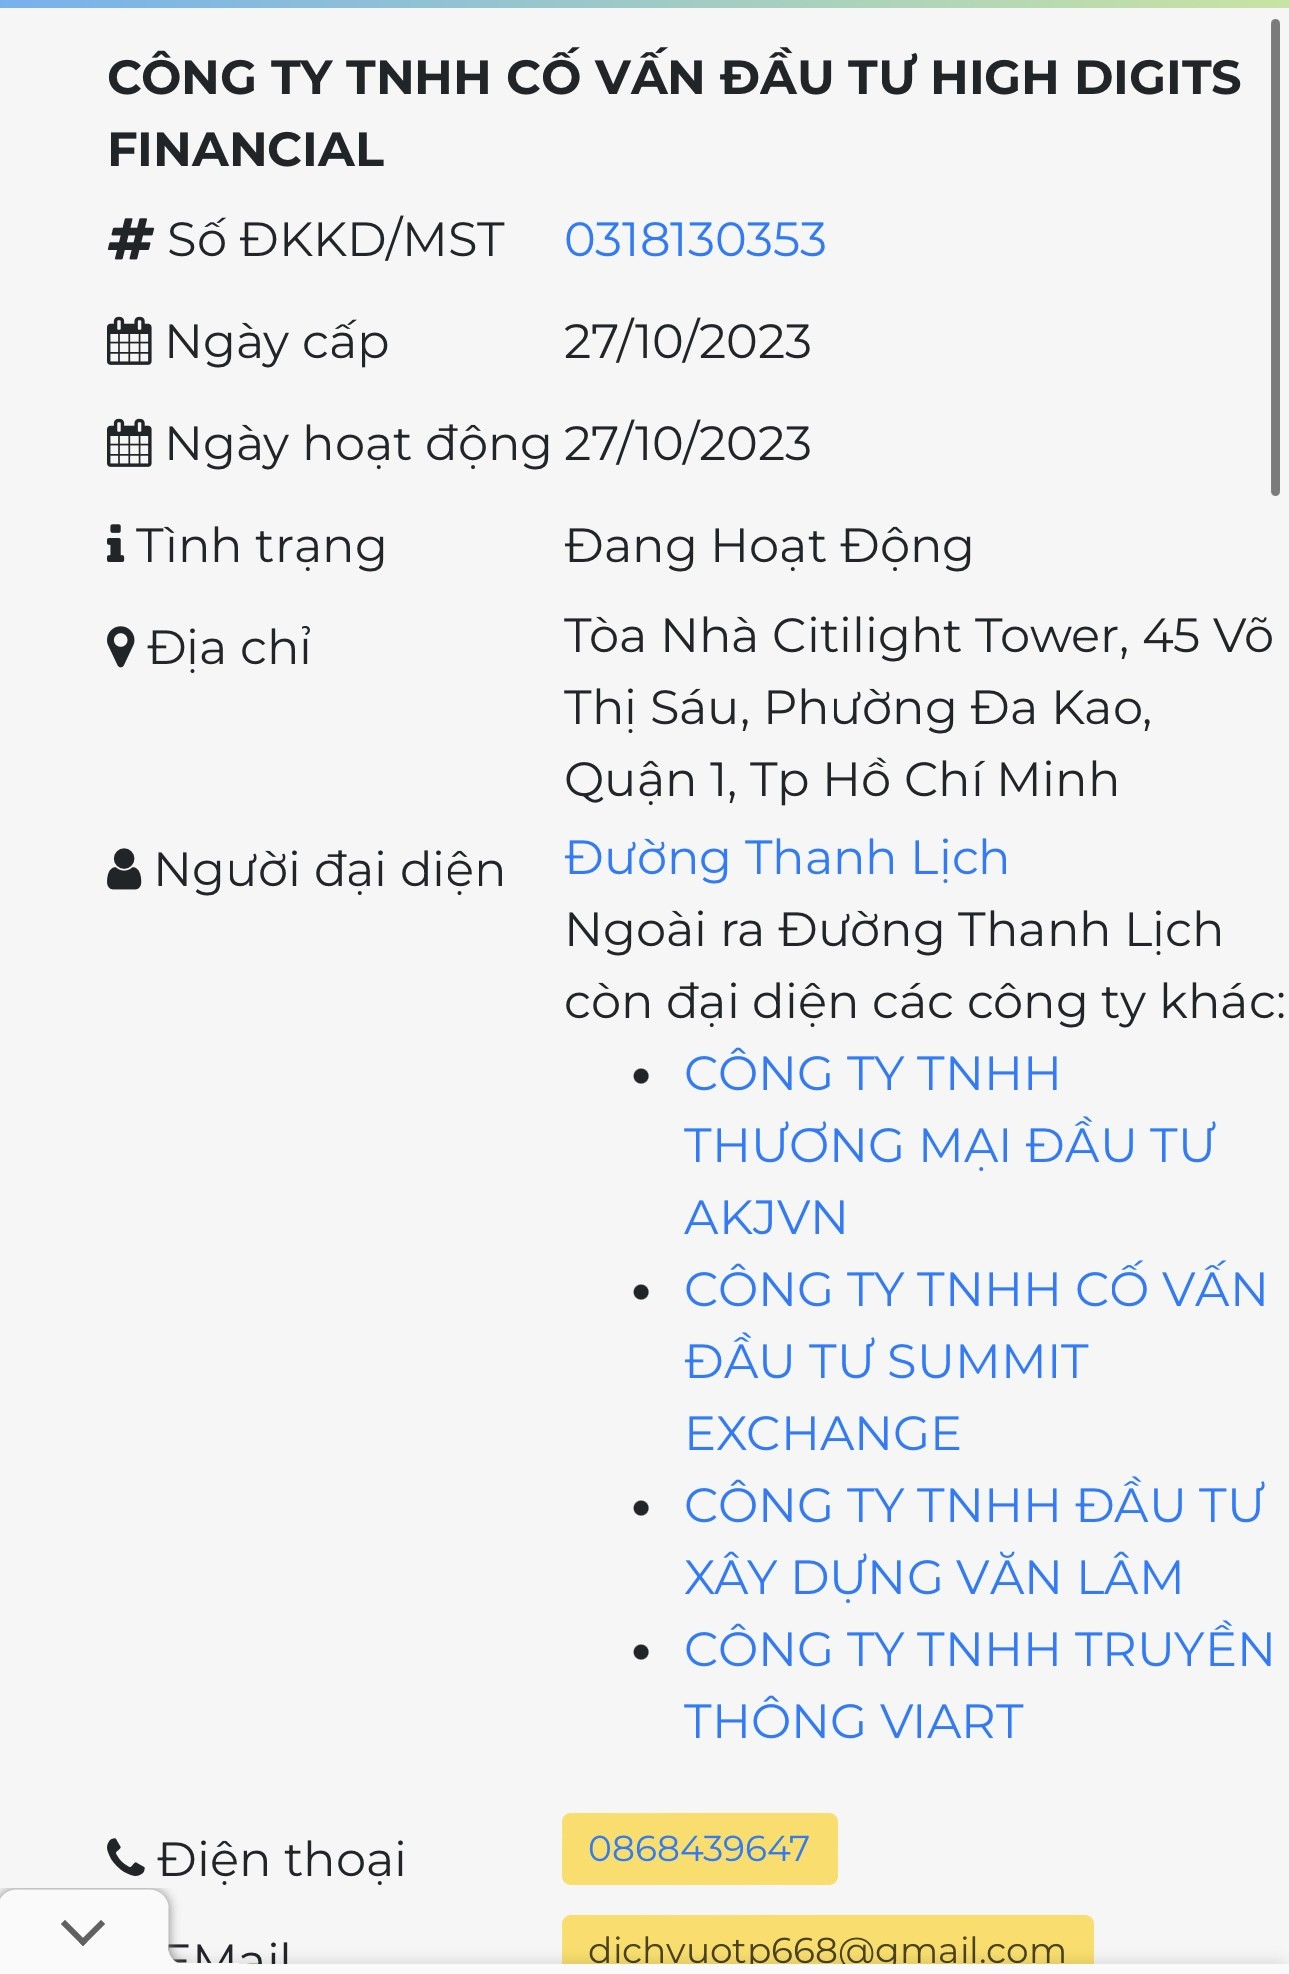 CÔNG TY TNHH CỐ VẤN ĐẦU TƯ HIGH DIGITS
FINANCIAL
# Số ĐKKD/MST 0318130353
Ngày cấp 27/10/2023
Ngày hoạt động 27/10/2023
Tình trạng Đang Hoạt Động
Địa chỉ Tòa Nhà Citilight Tower, 45 Võ
Thị Sáu, Phường Đa Kao,
Quận 1, Tp Hồ Chí Minh
Người đại diện Đường Thanh Lịch
Ngoài ra Đường Thanh Lịch
còn đại diện các công ty khác:
• CÔNG TY TNHH
THƯƠNG MẠI ĐẦU TƯ
AKJVN
• CÔNG TY TNHH CỐ VẤN
ĐẦU TƯ SUMMIT
EXCHANGE
• CÔNG TY TNHH ĐẦU TƯ
XÂY DỰNG VĂN LÂM
• CÔNG TY TNHH TRUYỀN
THÔNG VIART
Điện thoại 0868439647
EMail dichvuotp668@gmail.com